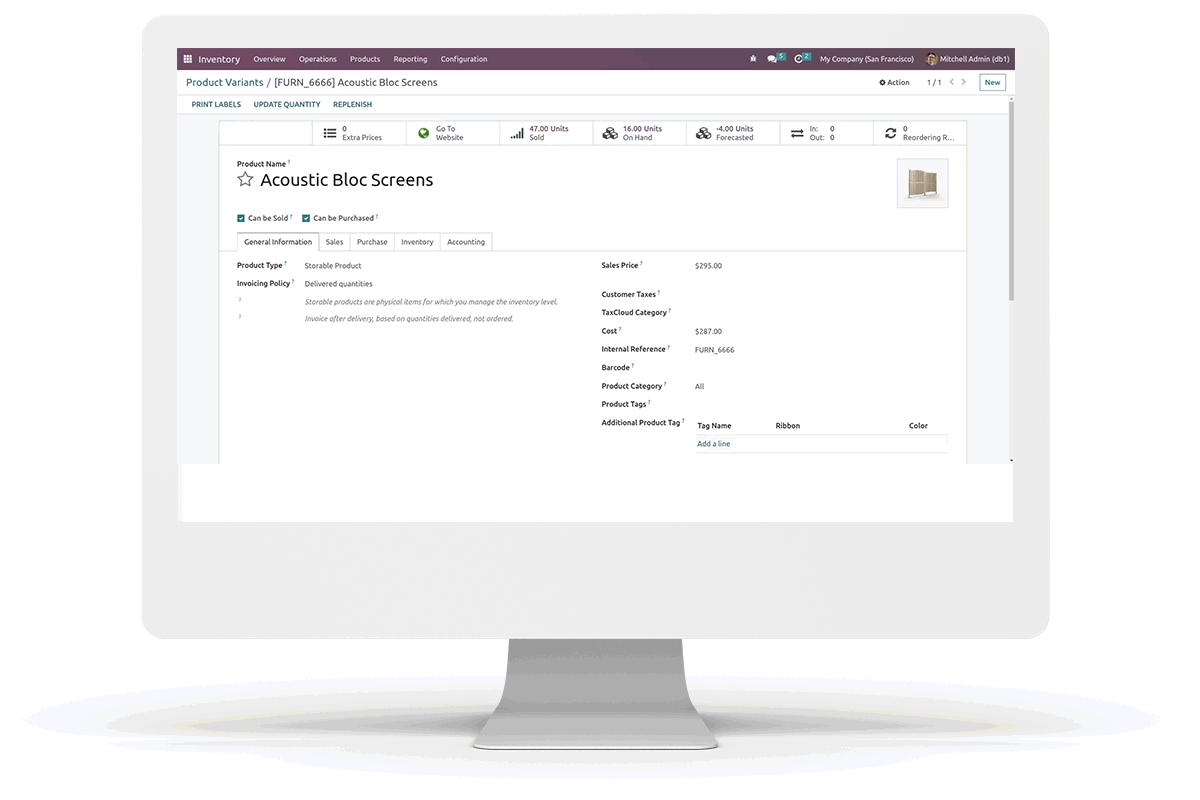 Inventory Overview Operations Products Reporting Configuration 5 2 My Company (San Francisco) Mitchell Admin (db1)
Product Variants / [FURN_6666] Acoustic Bloc Screens Action 1 / 1 New
PRINT LABELS UPDATE QUANTITY REPLENISH
0
Extra Prices
Go To
Website
47.00 Units
Sold
16.00 Units
On Hand
-4.00 Units
Forecasted
In: 0
Out: 0
0
Reordering R...
Product Name ?
Acoustic Bloc Screens
Can be Sold ? Can be Purchased ?
General Information Sales Purchase Inventory Accounting
Product Type ? Storable Product
Invoicing Policy ? Delivered quantities
? Storable products are physical items for which you manage the inventory level.
? Invoice after delivery, based on quantities delivered, not ordered.
Sales Price ? $295.00
Customer Taxes ?
TaxCloud Category ?
Cost ? $287.00
Internal Reference ? FURN_6666
Barcode ?
Product Category ? All
Product Tags ?
Additional Product Tag ? Tag Name Ribbon Color
Add a line